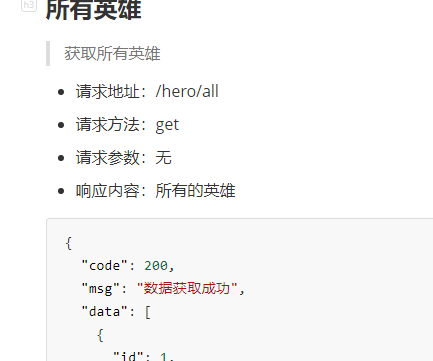 h3
所有英雄
获取所有英雄
请求地址：/hero/all
请求方法：get
请求参数：无
响应内容：所有的英雄
{
"code": 200,
"msg": "数据获取成功",
"data": [
{
"id": 1,